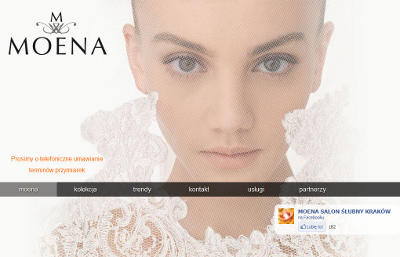 M
MOENA
Prosimy o telefoniczne umawianie
terminów przymiarek
moena kolekcja trendy kontakt usługi partnerzy
MOENA SALON ŚLUBNY KRAKÓW
na Facebooku
Lubię to! 182